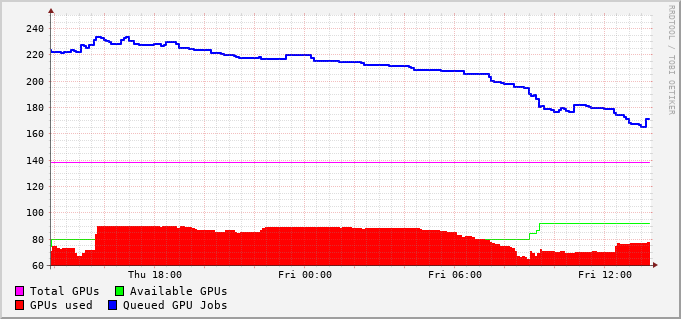 RRDTOOL / TOBI OETIKER
240
220
200
180
160
140
120
100
80
60
Thu 18:00 Fri 00:00 Fri 06:00 Fri 12:00
Total GPUs Available GPUs
GPUs used Queued GPU Jobs